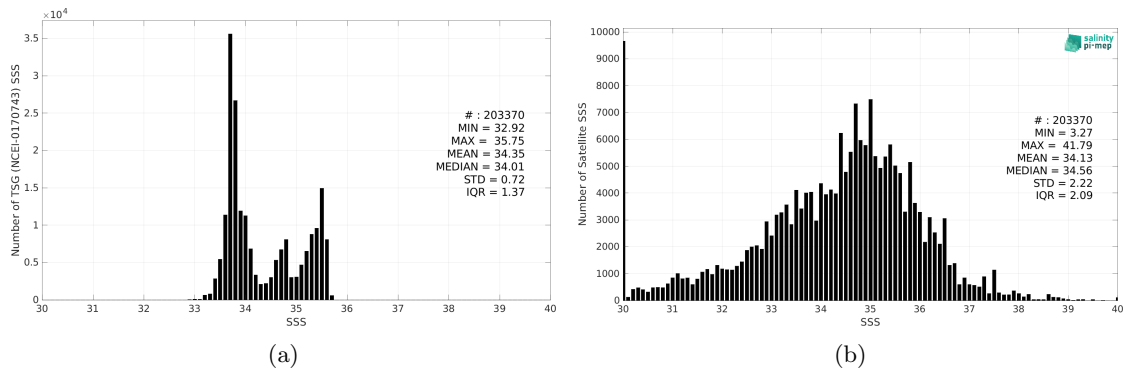 ×10⁴
4
3.5
3
2.5
2
1.5
1
0.5
0
30 31 32 33 34 35 36 37 38 39 40
SSS
Number of TSG (NCEI-0170743) SSS
# : 203370
MIN = 32.92
MAX = 35.75
MEAN = 34.35
MEDIAN = 34.01
STD = 0.72
IQR = 1.37
(a)
10000
9000
8000
7000
6000
5000
4000
3000
2000
1000
0
30 31 32 33 34 35 36 37 38 39 40
SSS
Number of Satellite SSS
salinity
pi-mep
# : 203370
MIN = 3.27
MAX = 41.79
MEAN = 34.13
MEDIAN = 34.56
STD = 2.22
IQR = 2.09
(b)